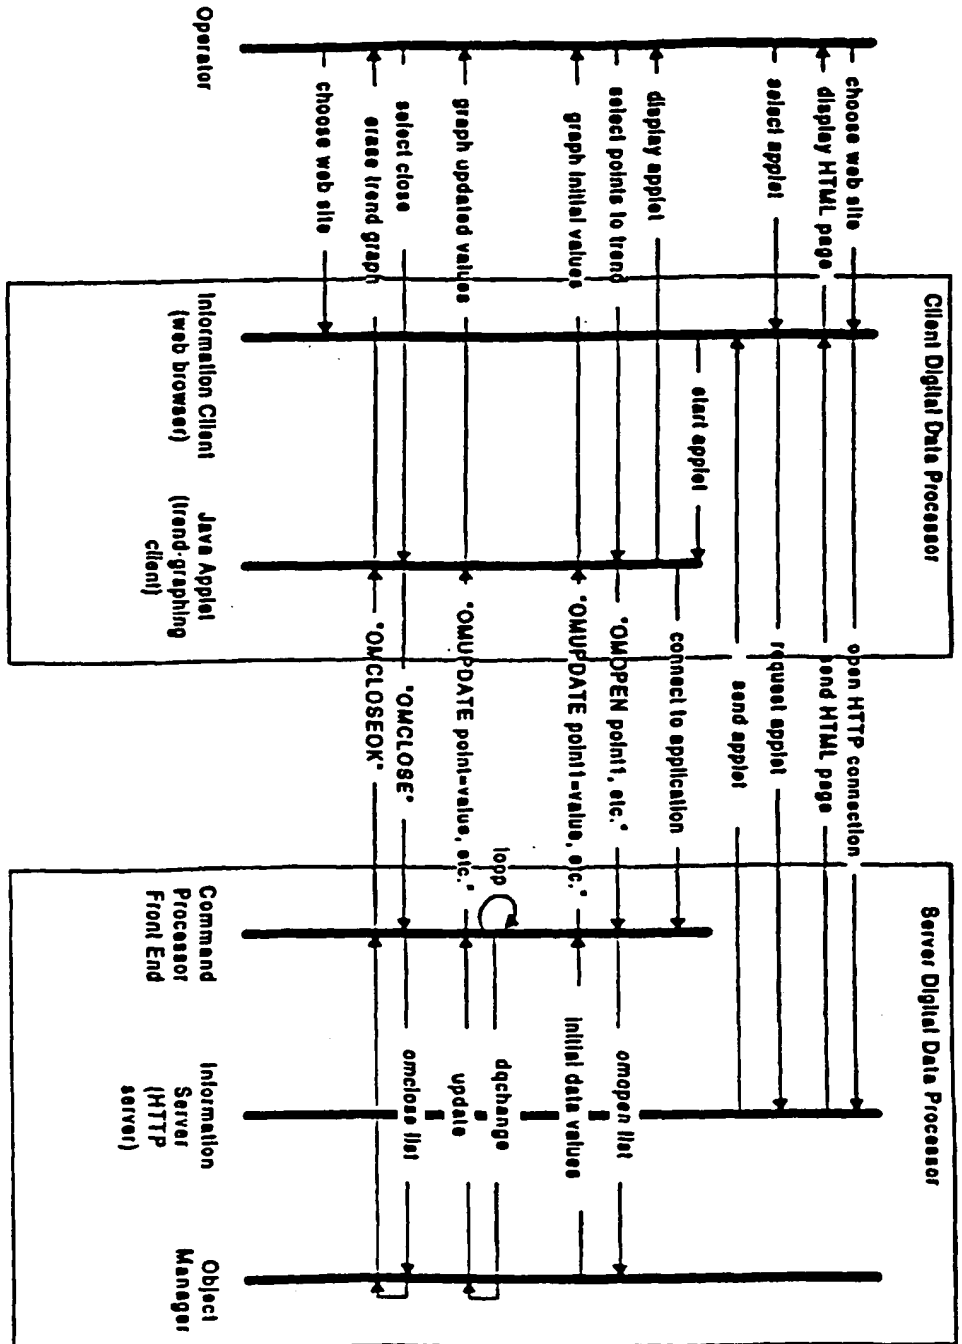 Client Digital Data Processor
Server Digital Data Processor
choose web site
open HTTP connection
display HTML page
send HTML page
select applet
request applet
send applet
start applet
connect to application
display applet
select points to trend
"OMOPEN point1, etc."
omopen list
graph initial values
"OMUPDATE point1=value, etc."
initial data values
loop
dqchange
graph updated values
"OMUPDATE point=value, etc."
update
select close
"OMCLOSE"
omclose list
erase trend graph
"OMCLOSEOK"
choose web site
Operator
Information Client
(web browser)
Java Applet
(trend-graphing
client)
Command
Processor
Front End
Information
Server
(HTTP
server)
Object
Manager